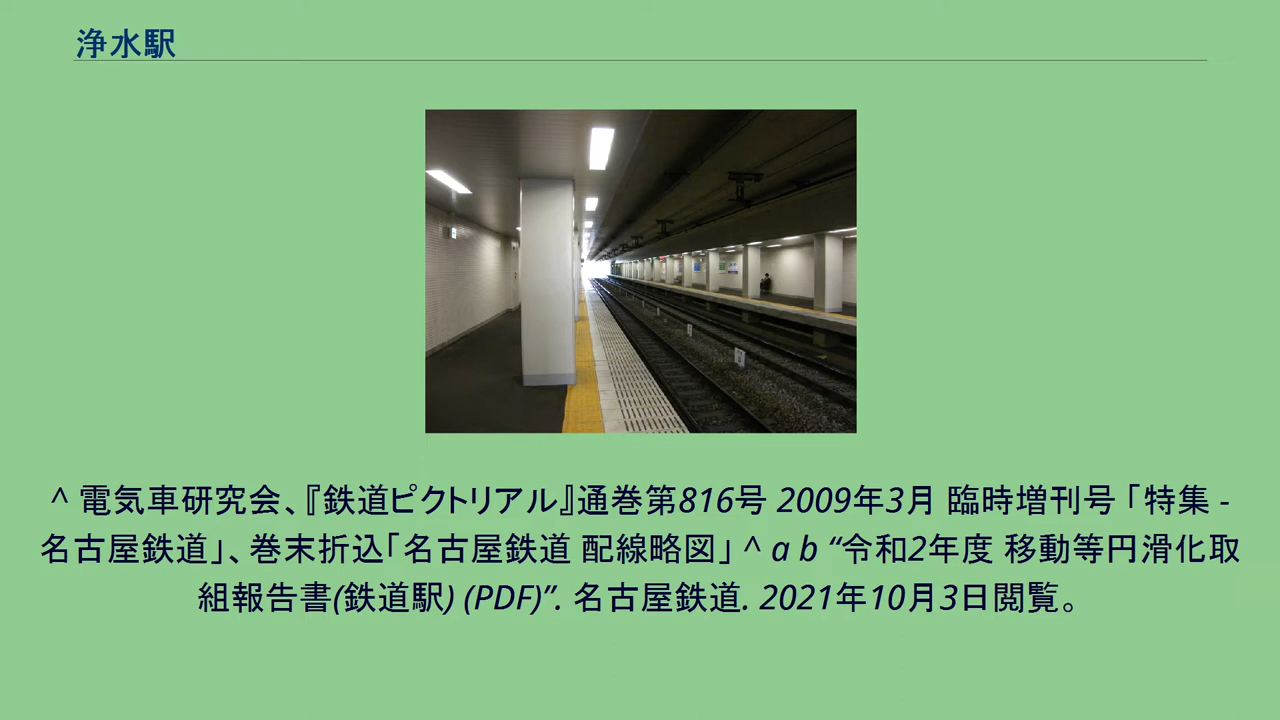 浄水駅
^ 電気車研究会、『鉄道ピクトリアル』通巻第816号 2009年3月 臨時増刊号 「特集 -
名古屋鉄道」、巻末折込「名古屋鉄道 配線略図」 ^ a b “令和2年度 移動等円滑化取
組報告書(鉄道駅) (PDF)”. 名古屋鉄道. 2021年10月3日閲覧。